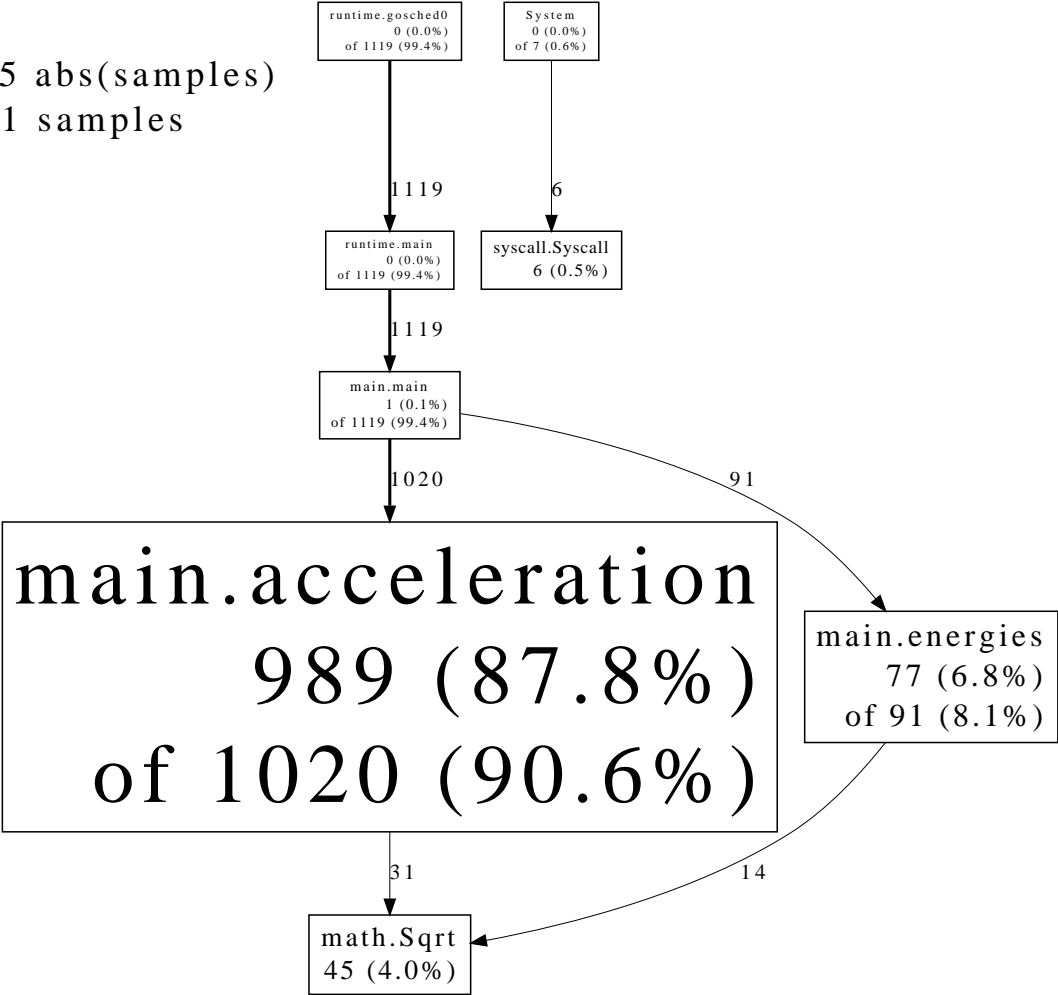 runtime.gosched0
0 (0.0%)
of 1119 (99.4%)
System
0 (0.0%)
of 7 (0.6%)
5 abs(samples)
1 samples
1119
6
runtime.main
0 (0.0%)
of 1119 (99.4%)
syscall.Syscall
6 (0.5%)
1119
main.main
1 (0.1%)
of 1119 (99.4%)
1020
91
main.acceleration
989 (87.8%)
of 1020 (90.6%)
main.energies
77 (6.8%)
of 91 (8.1%)
31
14
math.Sqrt
45 (4.0%)